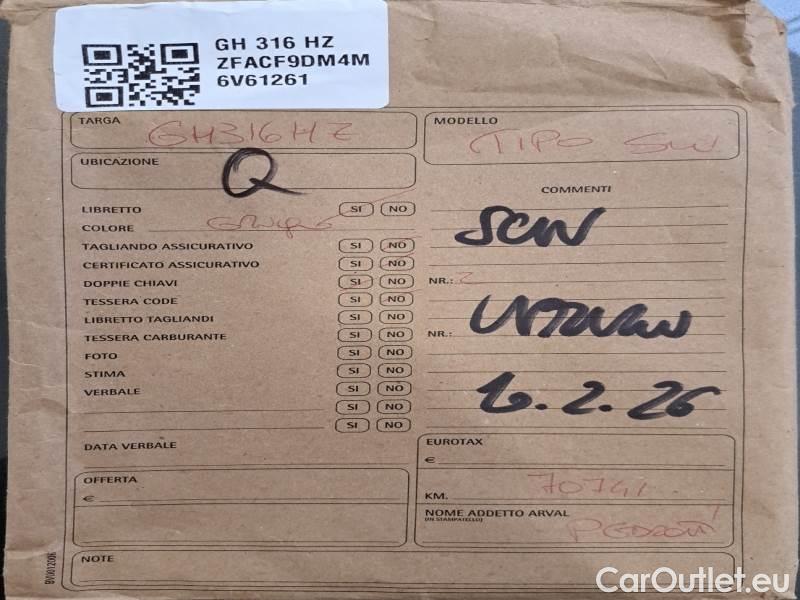 GH 316 HZ
ZFACF9DM4M
6V61261
TARGA
GH316HZ
MODELLO
TIPO SW
UBICAZIONE
Q
COMMENTI
LIBRETTO SI NO
COLORE
SCN
TAGLIANDO ASSICURATIVO SI NO
CERTIFICATO ASSICURATIVO SI NO
DOPPIE CHIAVI SI NO NR.: 2
TESSERA CODE SI NO
LIBRETTO TAGLIANDI SI NO
TESSERA CARBURANTE SI NO NR.:
FOTO SI NO
STIMA SI NO
VERBALE SI NO
SI NO
SI NO
DATA VERBALE
EUROTAX
€
OFFERTA
€
KM. 70741
NOME ADDETTO ARVAL
(IN STAMPATELLO)
NOTE
BV0012008
CarOutlet.eu